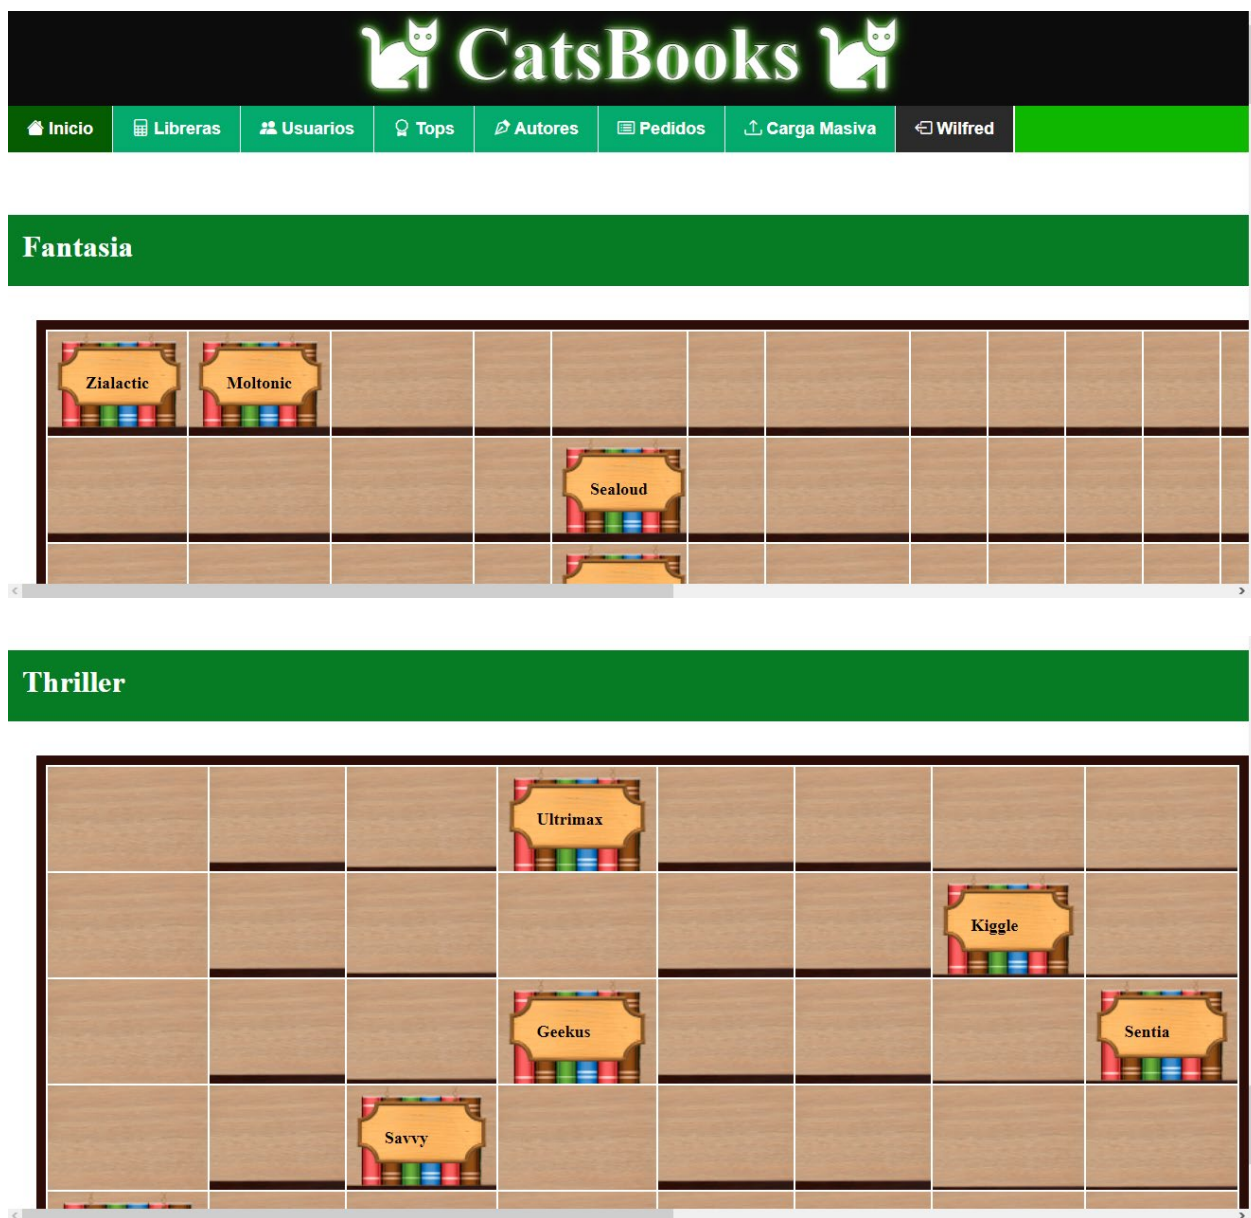 CatsBooks
Inicio Libreras Usuarios Tops Autores Pedidos Carga Masiva Wilfred
Fantasia
Zialactic Moltonic
Sealoud
Thriller
Ultrimax
Kiggle
Geekus Sentia
Savvy